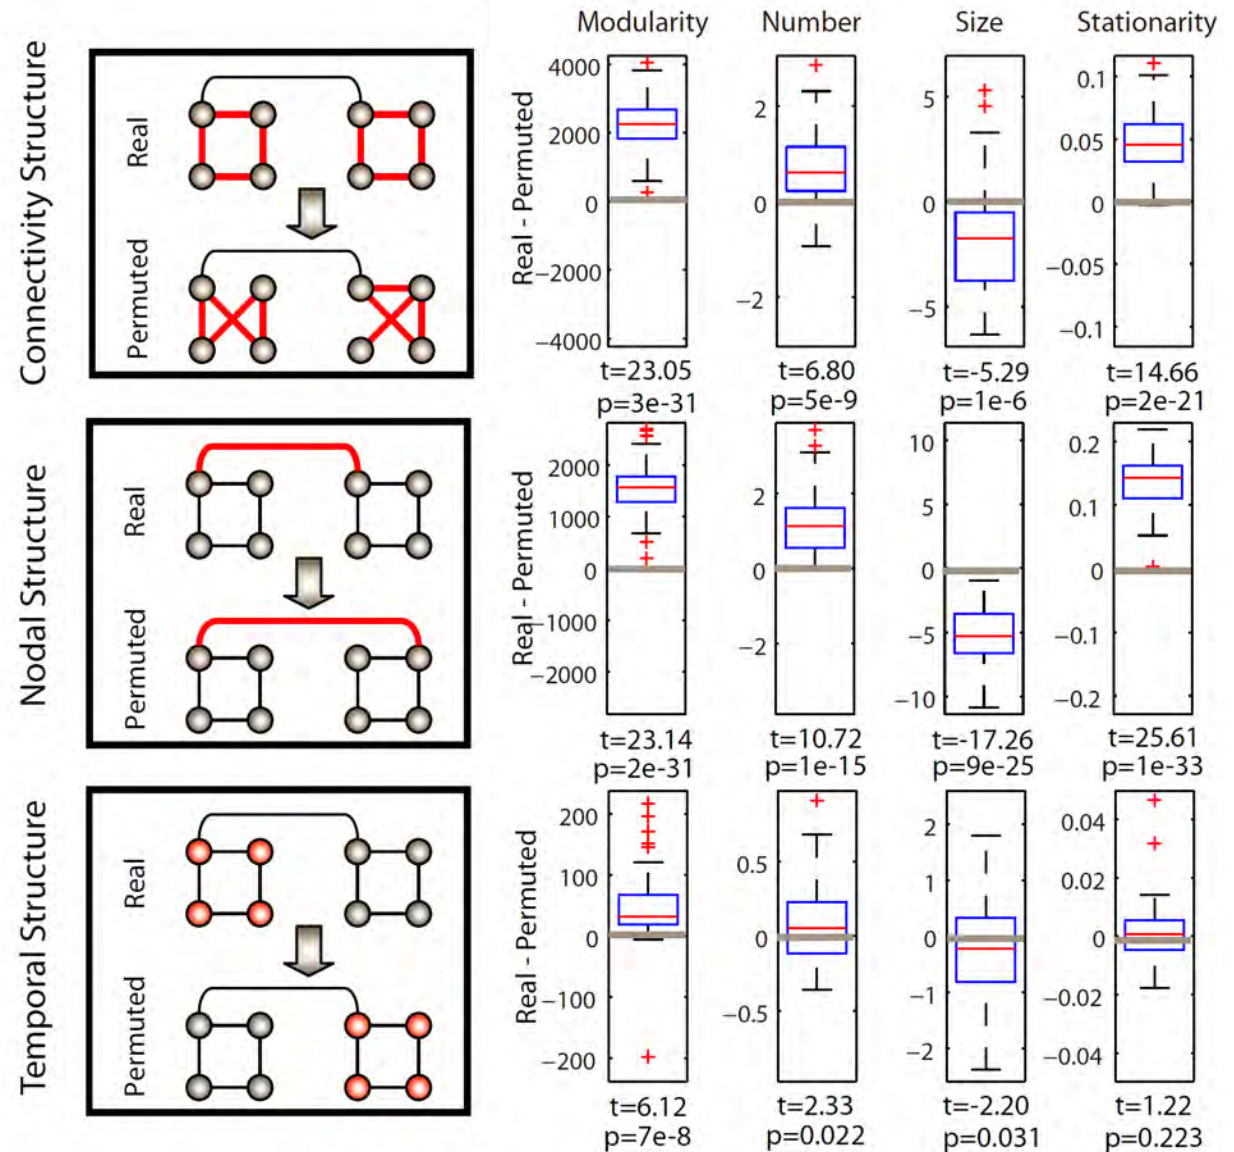 Modularity Number Size Stationarity
Connectivity Structure
Real
Permuted
Real - Permuted
4000
2000
0
−2000
−4000
t=23.05
p=3e-31
2
0
−2
t=6.80
p=5e-9
5
0
−5
t=-5.29
p=1e-6
0.1
0.05
0
−0.05
−0.1
t=14.66
p=2e-21
Nodal Structure
Real
Permuted
Real - Permuted
2000
1000
0
−1000
−2000
t=23.14
p=2e-31
2
0
−2
t=10.72
p=1e-15
10
5
0
−5
−10
t=-17.26
p=9e-25
0.2
0.1
0
−0.1
−0.2
t=25.61
p=1e-33
Temporal Structure
Real
Permuted
Real - Permuted
200
100
0
−100
−200
t=6.12
p=7e-8
0.5
0
−0.5
t=2.33
p=0.022
2
1
0
−1
−2
t=-2.20
p=0.031
0.04
0.02
0
−0.02
−0.04
t=1.22
p=0.223